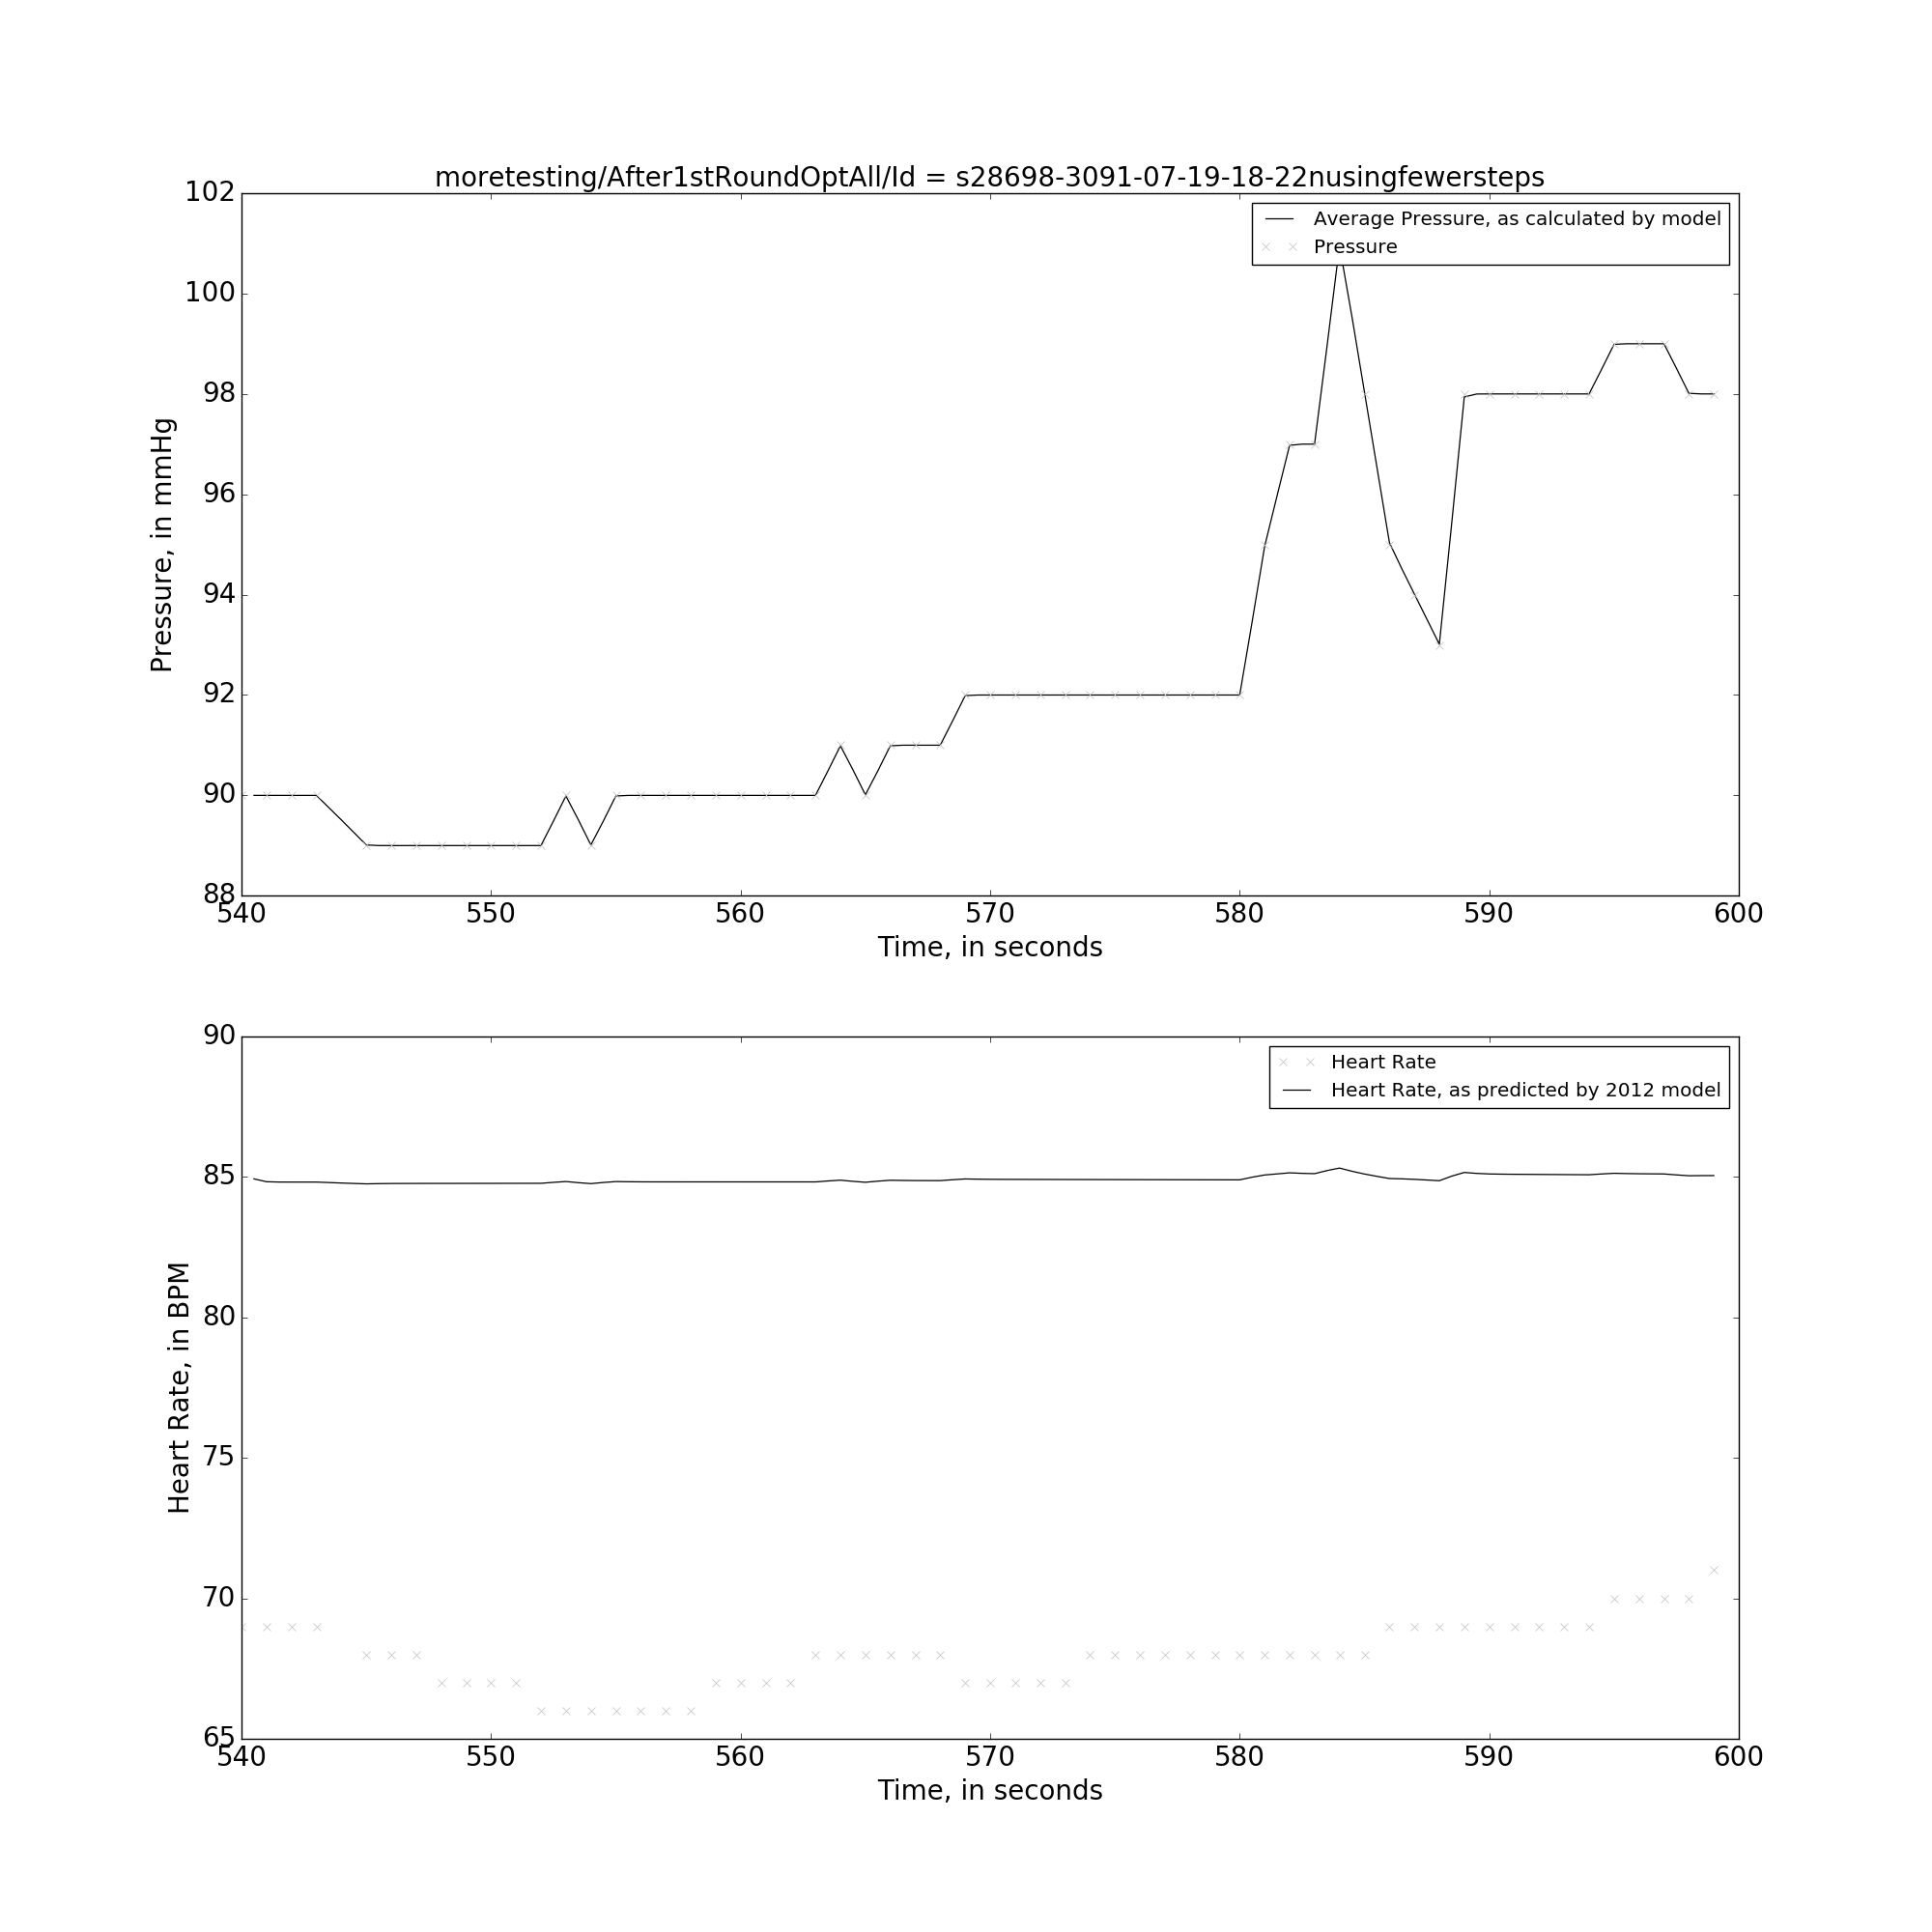 moretesting/After1stRoundOptAll/Id = s28698-3091-07-19-18-22nusingfewersteps
102
100
98
96
94
92
90
88
Pressure, in mmHg
Average Pressure, as calculated by model
Pressure
540 550 560 570 580 590 600
Time, in seconds
90
85
80
75
70
65
Heart Rate, in BPM
Heart Rate
Heart Rate, as predicted by 2012 model
540 550 560 570 580 590 600
Time, in seconds